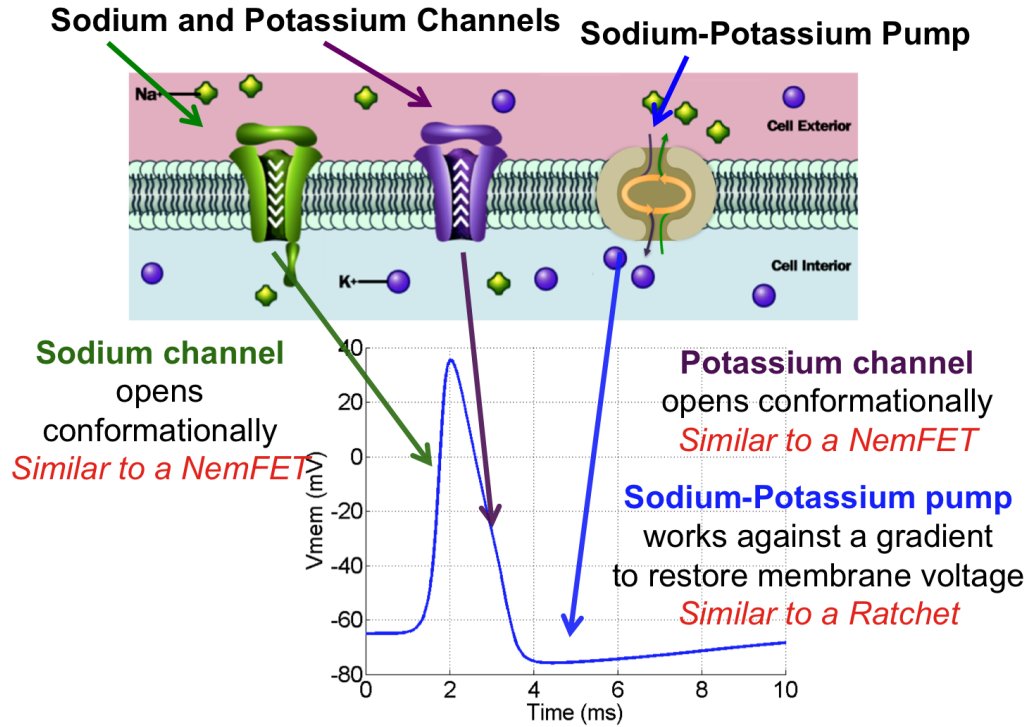 Sodium and Potassium Channels
Sodium-Potassium Pump
Na+
Cell Exterior
K+
Cell Interior
Sodium channel
opens
conformationally
Similar to a NemFET
Potassium channel
opens conformationally
Similar to a NemFET
Sodium-Potassium pump
works against a gradient
to restore membrane voltage
Similar to a Ratchet
Vmem (mV)
40
20
0
-20
-40
-60
-80
0 2 4 6 8 10
Time (ms)